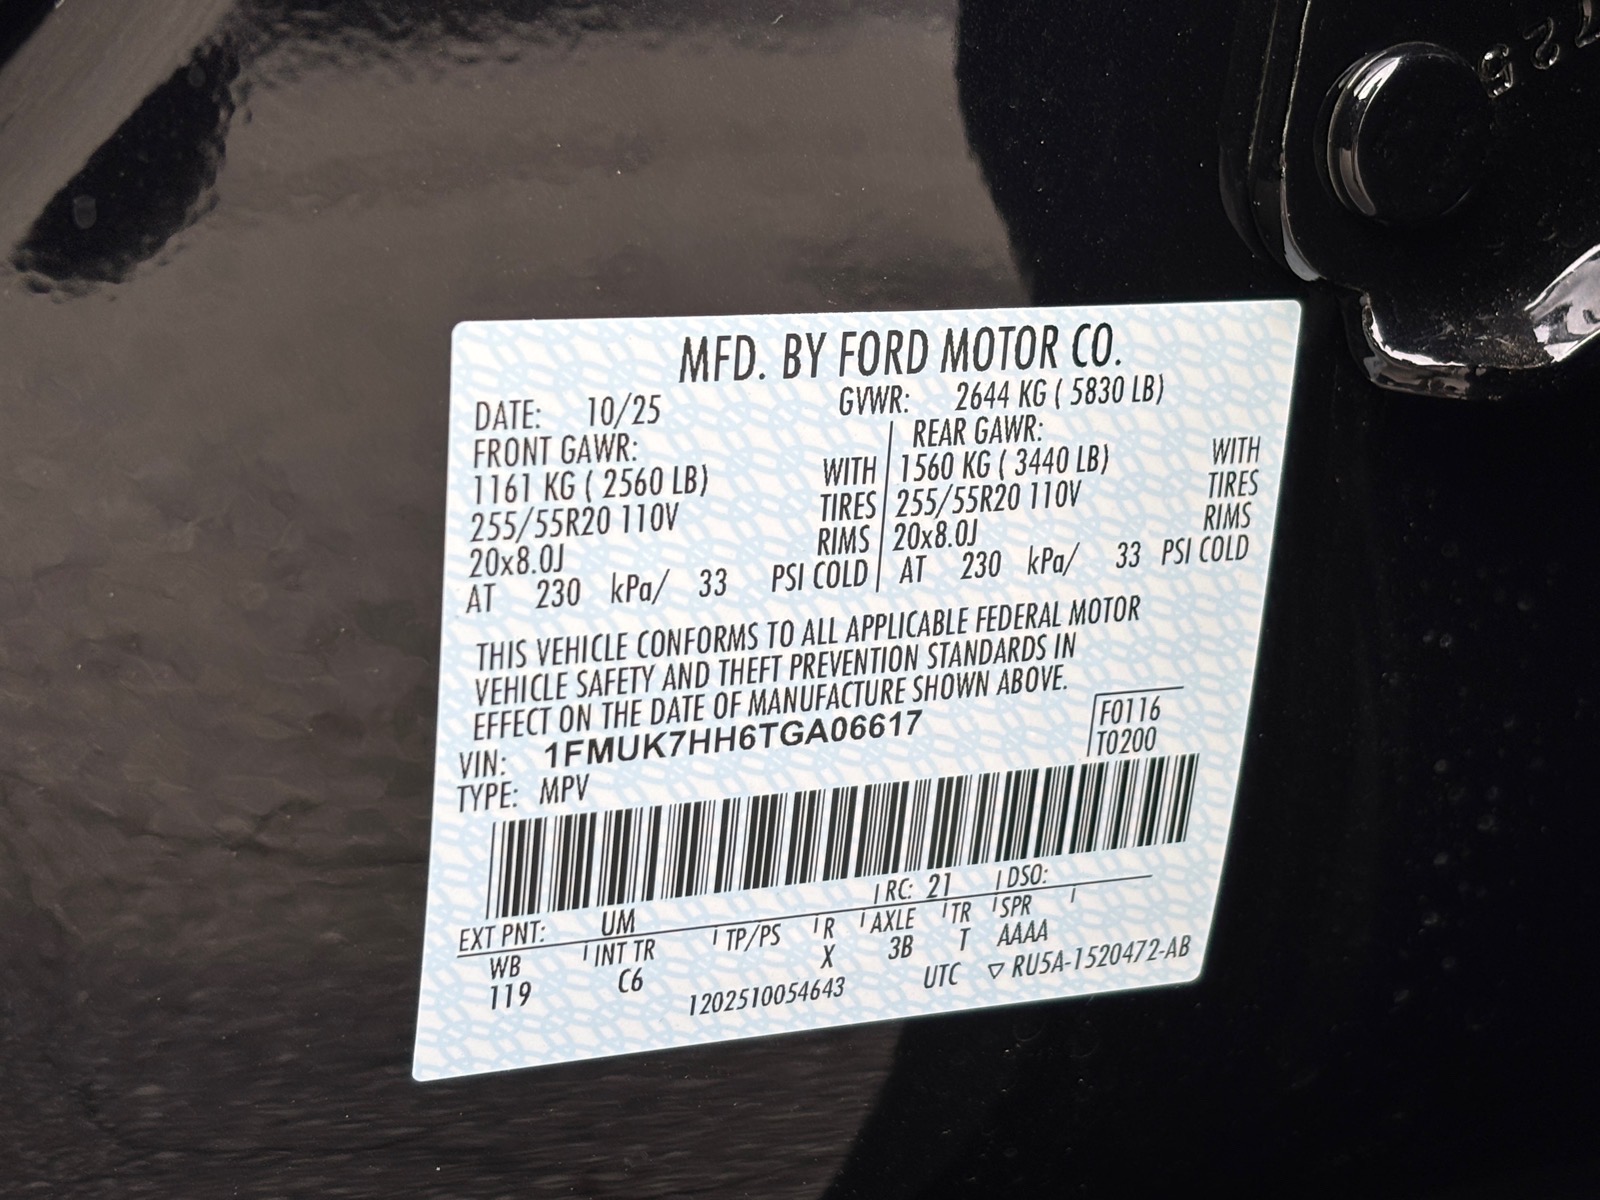 725
MFD. BY FORD MOTOR CO.
DATE: 10/25 GVWR: 2644 KG ( 5830 LB)
FRONT GAWR: REAR GAWR:
1161 KG ( 2560 LB) WITH 1560 KG ( 3440 LB) WITH
255/55R20 110V TIRES 255/55R20 110V TIRES
20x8.0J RIMS 20x8.0J RIMS
AT 230 kPa/ 33 PSI COLD AT 230 kPa/ 33 PSI COLD
THIS VEHICLE CONFORMS TO ALL APPLICABLE FEDERAL MOTOR
VEHICLE SAFETY AND THEFT PREVENTION STANDARDS IN
EFFECT ON THE DATE OF MANUFACTURE SHOWN ABOVE.
VIN: 1FMUK7HH6TGA06617 F0116
TYPE: MPV T0200
EXT PNT: UM RC: 21 DSO:
WB INT TR TP/PS R AXLE TR SPR
119 C6 X 3B T AAAA
1202510054643 UTC ▽ RU5A-1520472-AB